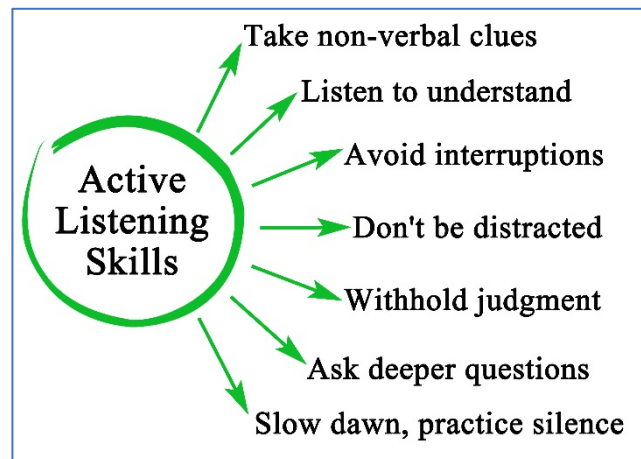 Take non-verbal clues
Listen to understand
Avoid interruptions
Active
Listening
Skills
Don't be distracted
Withhold judgment
Ask deeper questions
Slow dawn, practice silence